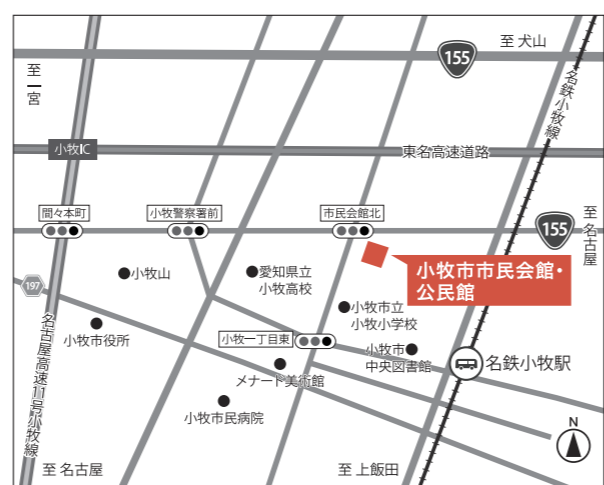 至 犬山
155
至 一宮
名鉄小牧線
小牧IC
東名高速道路
間々本町
小牧警察署前
市民会館北
155
至 名古屋
小牧市市民会館・
公民館
小牧山
愛知県立
小牧高校
197
小牧市立
小牧小学校
名古屋高速11号小牧線
小牧市役所
小牧一丁目東
小牧市
中央図書館
名鉄小牧駅
メナード美術館
小牧市民病院
N
至 名古屋
至 上飯田